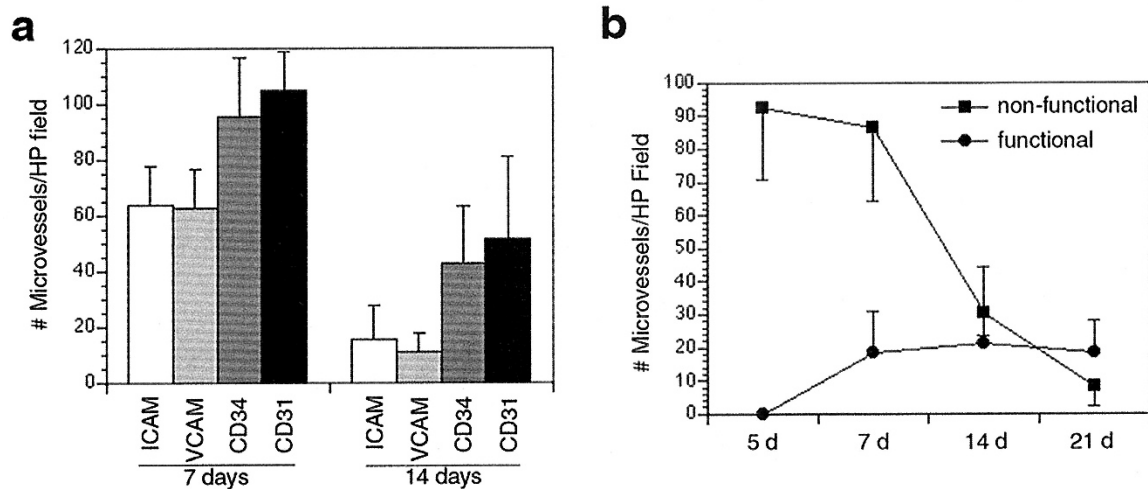 a
# Microvessels/HP field
120
100
80
60
40
20
0
ICAM
VCAM
CD34
CD31
ICAM
VCAM
CD34
CD31
7 days
14 days
b
# Microvessels/HP Field
100
90
80
70
60
50
40
30
20
10
0
non-functional
functional
5 d
7 d
14 d
21 d